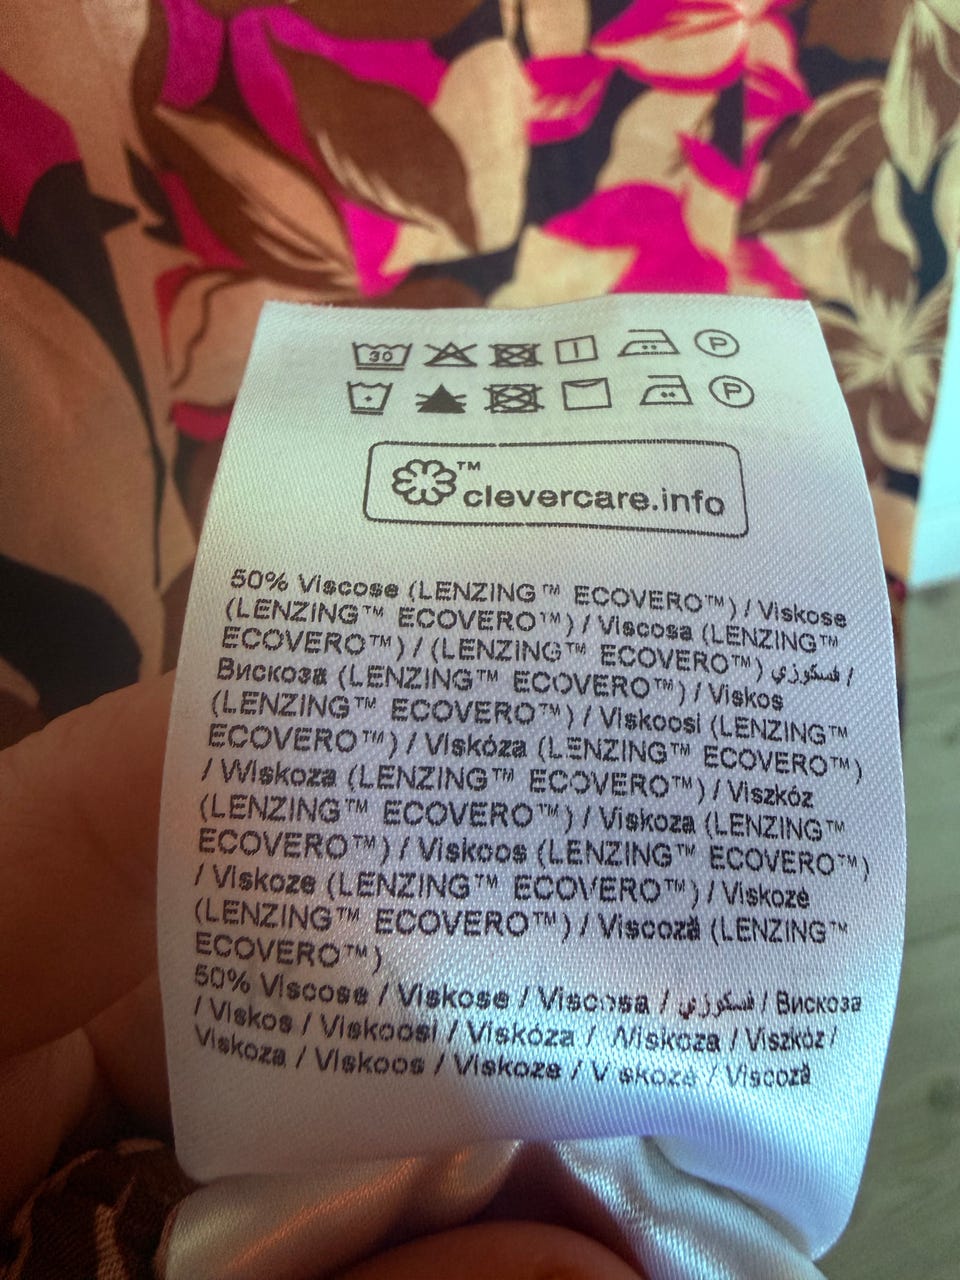 30 P
P
™ clevercare.info
50% Viscose (LENZING™ ECOVERO™) / Viskose
(LENZING™ ECOVERO™) / Viscosa (LENZING™
ECOVERO™) / (LENZING™ ECOVERO™) فسكوزي /
Вискоза (LENZING™ ECOVERO™) / Viskos
(LENZING™ ECOVERO™) / Viskoosi (LENZING™
ECOVERO™) / Viskóza (LENZING™ ECOVERO™)
/ Wiskoza (LENZING™ ECOVERO™) / Viszkóz
(LENZING™ ECOVERO™) / Viskoza (LENZING™
ECOVERO™) / Viskoos (LENZING™ ECOVERO™)
/ Viskoze (LENZING™ ECOVERO™) / Viskozė
(LENZING™ ECOVERO™) / Viscoză (LENZING™
ECOVERO™)
50% Viscose / Viskose / Viscosa / فسكوزي / Вискоза
/ Viskos / Viskoosi / Viskóza / Wiskoza / Viszkóz /
Viskoza / Viskoos / Viskoze / Viskozė / Viscoză